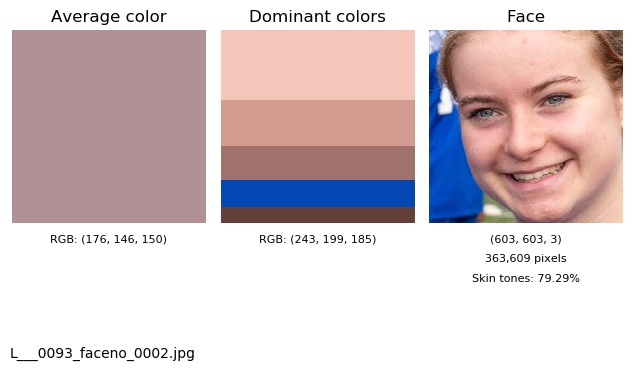 Average color
Dominant colors
Face
RGB: (176, 146, 150)
RGB: (243, 199, 185)
(603, 603, 3)
363,609 pixels
Skin tones: 79.29%
L___0093_faceno_0002.jpg